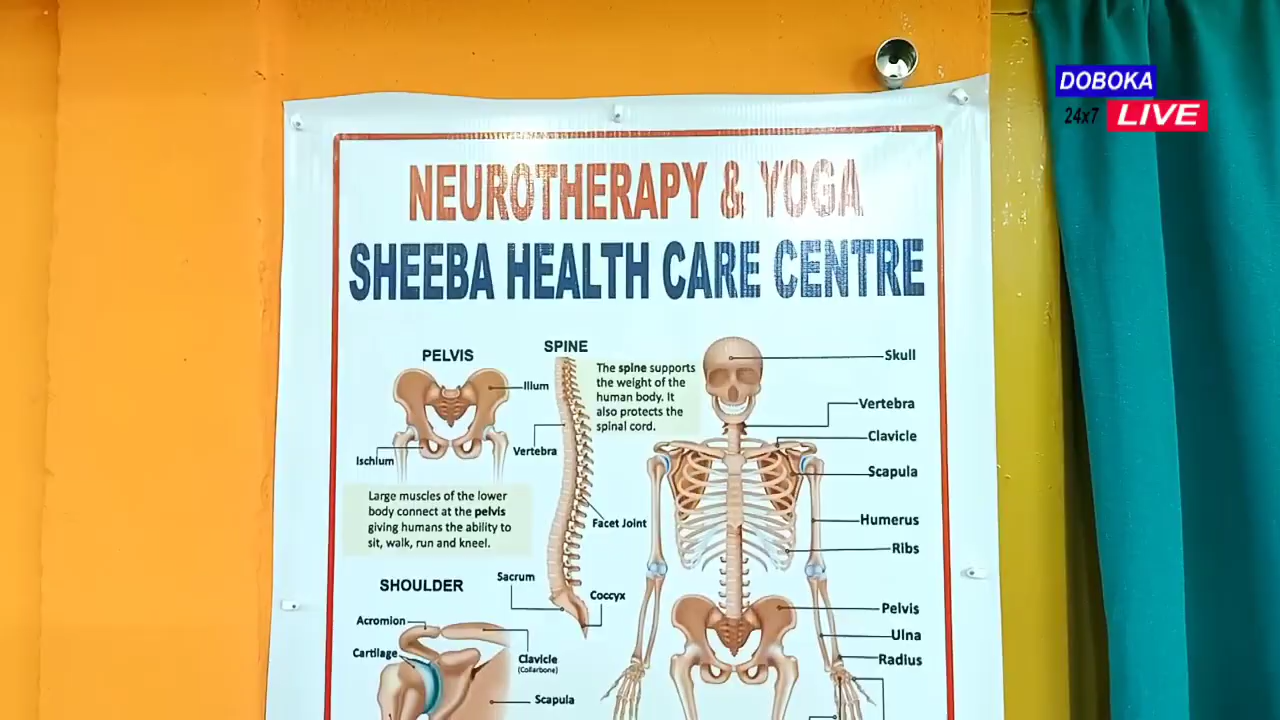 DOBOKA
24x7 LIVE
NEUROTHERAPY & YOGA
SHEEBA HEALTH CARE CENTRE
PELVIS
Ilium
Ischium
Large muscles of the lower
body connect at the pelvis
giving humans the ability to
sit, walk, run and kneel.
SPINE
The spine supports
the weight of the
human body. It
also protects the
spinal cord.
Vertebra
Facet Joint
Sacrum
Coccyx
SHOULDER
Acromion
Cartilage
Clavicle
(Collarbone)
Scapula
Skull
Vertebra
Clavicle
Scapula
Humerus
Ribs
Pelvis
Ulna
Radius